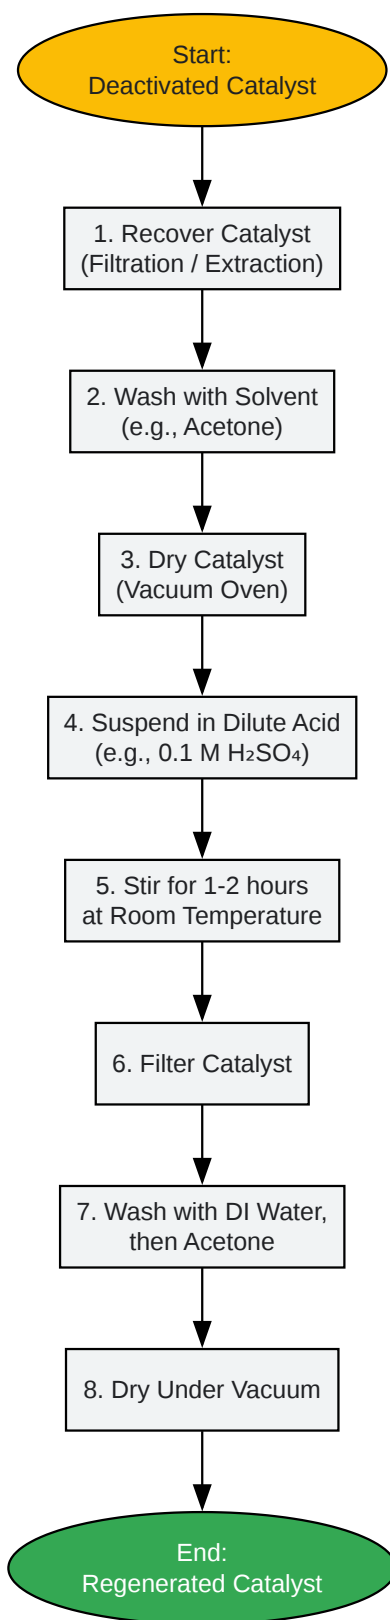 Start:
Deactivated Catalyst
1. Recover Catalyst
(Filtration / Extraction)
2. Wash with Solvent
(e.g., Acetone)
3. Dry Catalyst
(Vacuum Oven)
4. Suspend in Dilute Acid
(e.g., 0.1 M H₂SO₄)
5. Stir for 1-2 hours
at Room Temperature
6. Filter Catalyst
7. Wash with DI Water,
then Acetone
8. Dry Under Vacuum
End:
Regenerated Catalyst